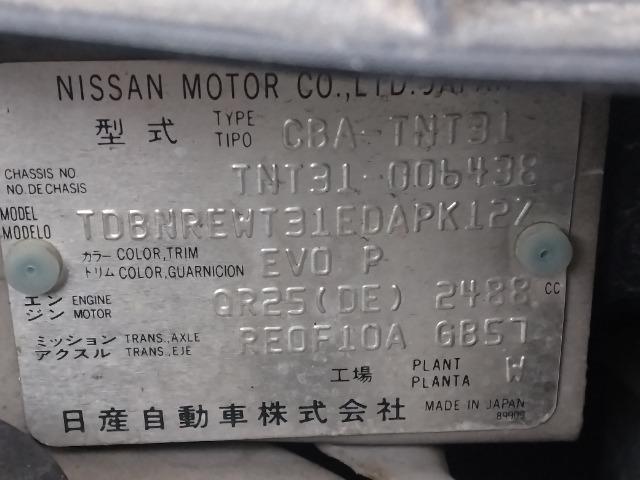 NISSAN MOTOR CO.,LTD.JAPAN
型式 TYPE TIPO CBA-TNT31
CHASSIS NO
NO.DE CHASIS TNT31-006438
MODEL
MODELO TDBNREWT31EDAPK12
カラー COLOR,TRIM
トリム COLOR,GUARNICION EV0 P
エン ENGINE
ジン MOTOR QR25(DE) 2488 CC
ミッション TRANS.,AXLE
アクスル TRANS.,EJE RE0F10A GB57
工場 PLANT PLANTA W
日産自動車株式会社 MADE IN JAPAN